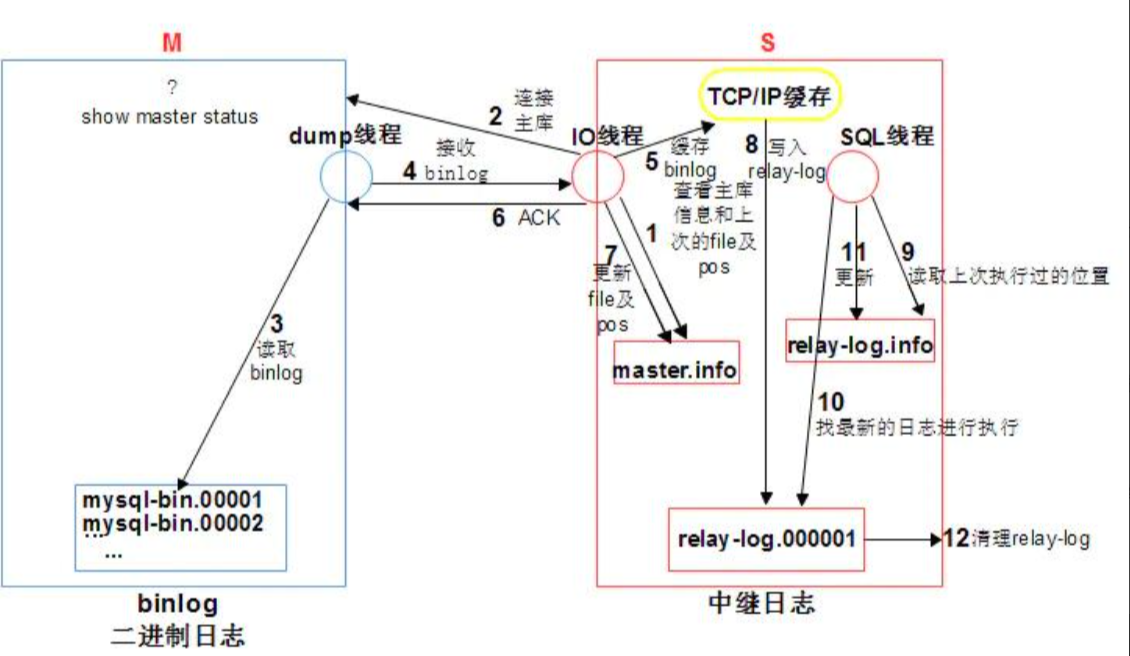 M
S
?
show master status
dump线程
2 连接
主库
4 接收
binlog
6 ACK
3
读取
binlog
mysql-bin.00001
mysql-bin.00002
...
...
binlog
二进制日志
TCP/IP缓存
IO线程
5 缓存
binlog
8 写入
relay-log
SQL线程
1 查看主库
信息和上
次的file及
pos
7
更新
file及
pos
master.info
11
更新
9
读取上次执行过的位置
relay-log.info
10
找最新的日志进行执行
relay-log.000001
12清理relay-log
中继日志